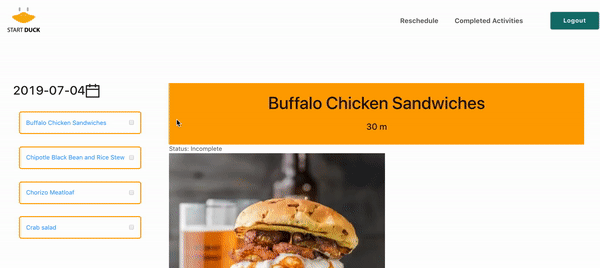 START DUCK
Reschedule
Completed Activities
Logout
2019-07-04
Buffalo Chicken Sandwiches
Chipotle Black Bean and Rice Stew
Chorizo Meatloaf
Crab salad
Buffalo Chicken Sandwiches
30 m
Status: Incomplete